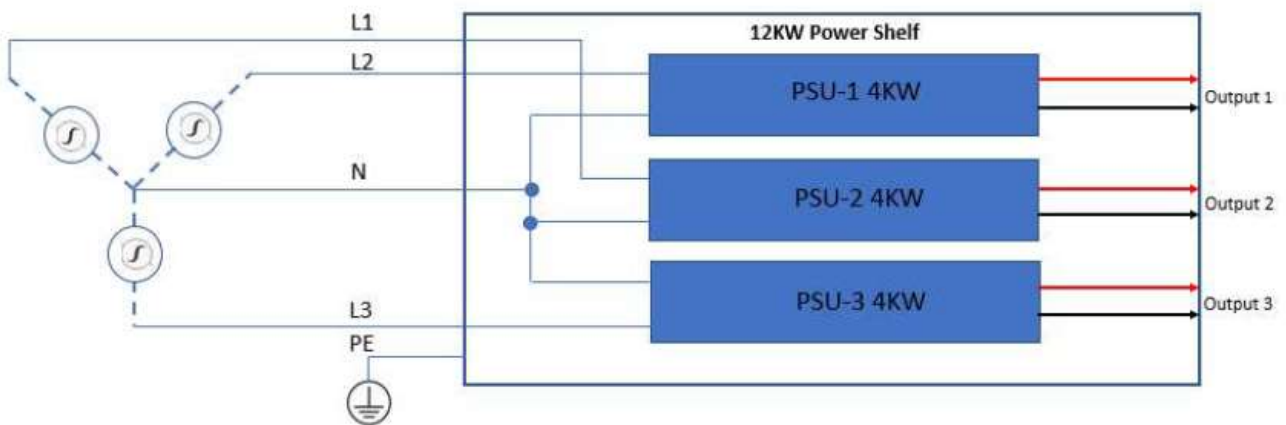 L1
12KW Power Shelf
L2
PSU-1 4KW
Output 1
N
PSU-2 4KW
Output 2
PSU-3 4KW
Output 3
L3
PE